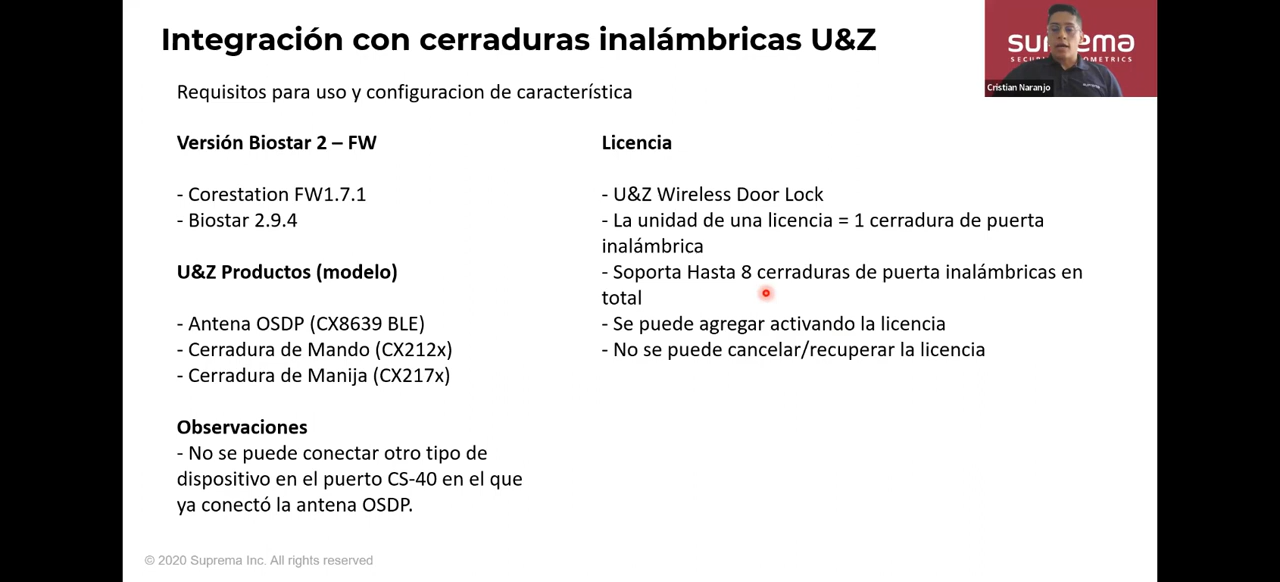 Integración con cerraduras inalámbricas U&Z
Requisitos para uso y configuracion de característica
Versión Biostar 2 – FW
- Corestation FW1.7.1
- Biostar 2.9.4
U&Z Productos (modelo)
- Antena OSDP (CX8639 BLE)
- Cerradura de Mando (CX212x)
- Cerradura de Manija (CX217x)
Observaciones
- No se puede conectar otro tipo de
dispositivo en el puerto CS-40 en el que
ya conectó la antena OSDP.
Licencia
- U&Z Wireless Door Lock
- La unidad de una licencia = 1 cerradura de puerta
inalámbrica
- Soporta Hasta 8 cerraduras de puerta inalámbricas en
total
- Se puede agregar activando la licencia
- No se puede cancelar/recuperar la licencia
Cristian Naranjo
© 2020 Suprema Inc. All rights reserved